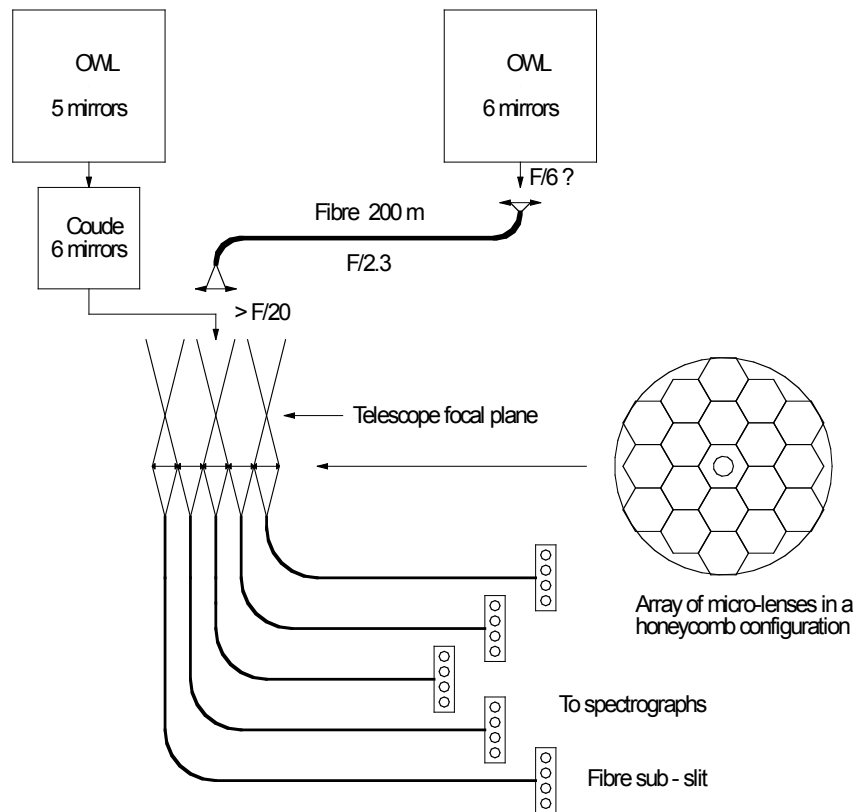 OWL
5 mirrors
OWL
6 mirrors
F/6 ?
Coude
6 mirrors
Fibre 200 m
F/2.3
> F/20
Telescope focal plane
Array of micro-lenses in a
honeycomb configuration
To spectrographs
Fibre sub - slit